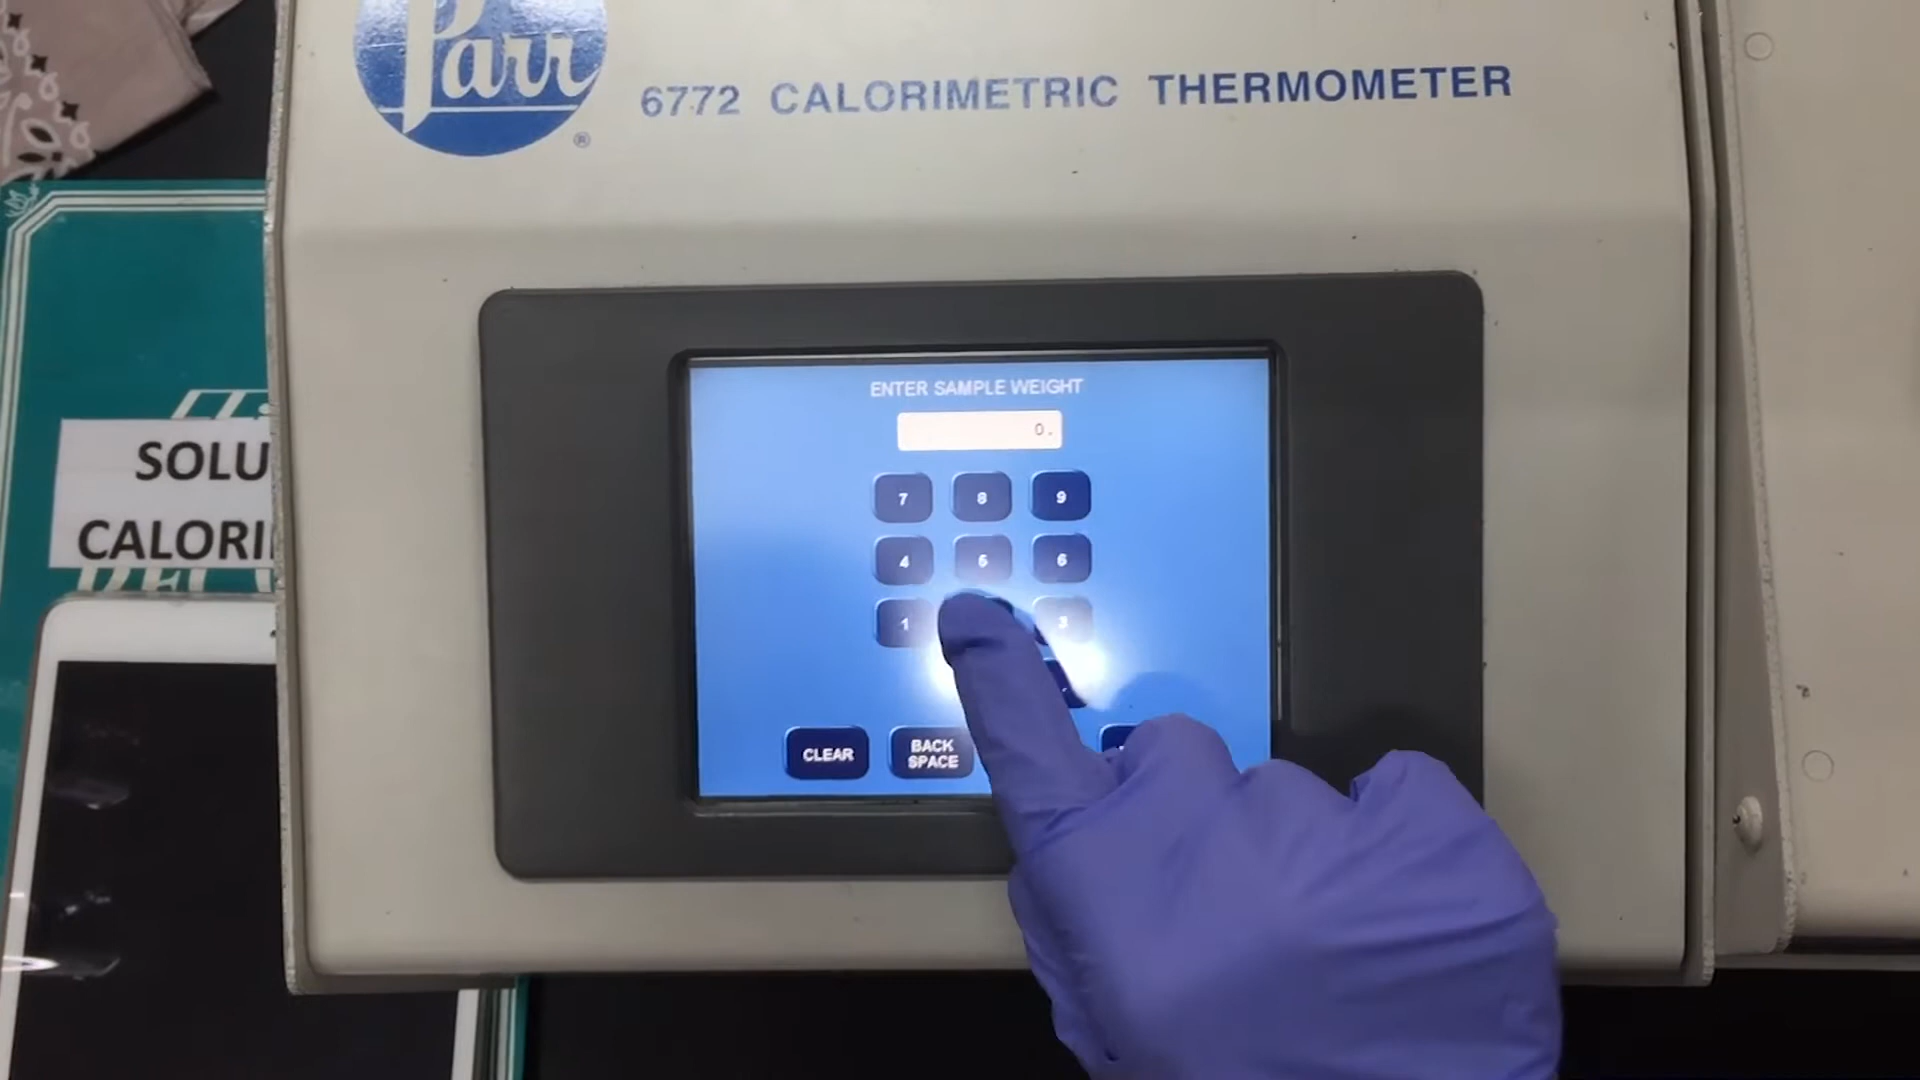 Parr
®
6772 CALORIMETRIC THERMOMETER
ENTER SAMPLE WEIGHT
0.
7 8 9
4 5 6
1 3
.
CLEAR
BACK
SPACE
SOLU
CALORI